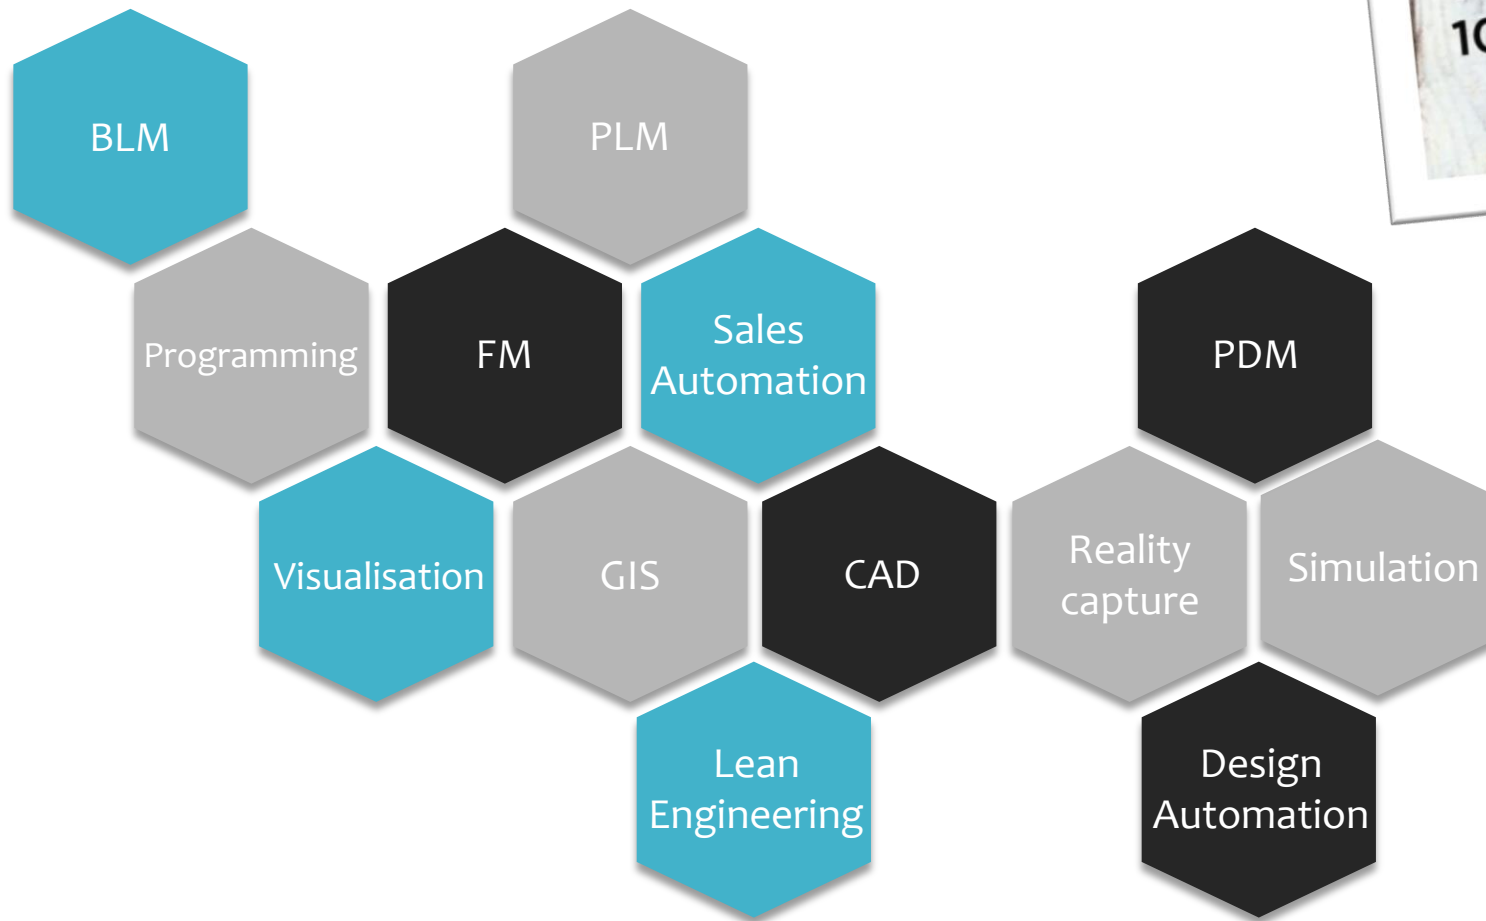 BLM
PLM
Programming
FM
Sales
Automation
PDM
Visualisation
GIS
CAD
Reality
capture
Simulation
Lean
Engineering
Design
Automation